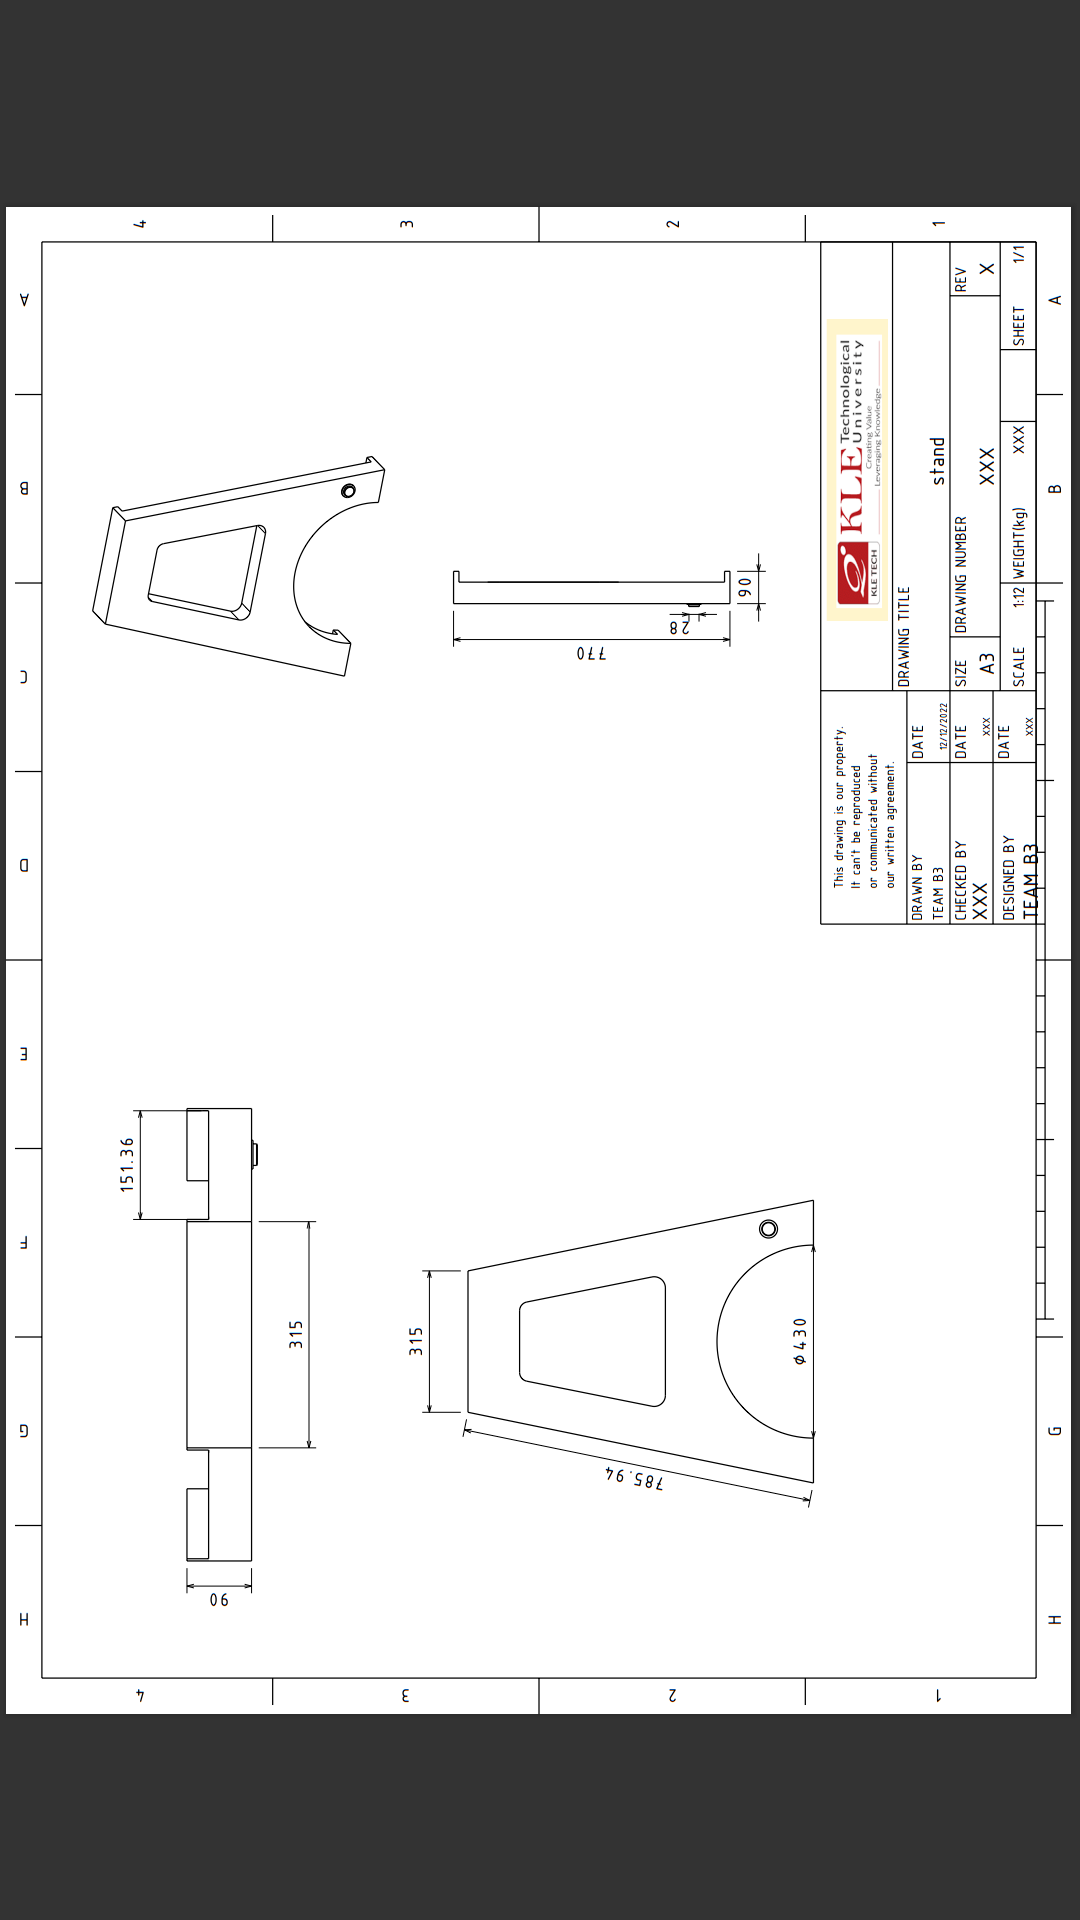 4
3
2
1
A
B
C
D
E
F
G
H
A
B
C
D
E
F
G
H
4
3
2
1
151.36
315
90
315
785.94
φ430
770
28
90
This drawing is our property.
It can't be reproduced
or communicated without
our written agreement.
KLE TECH
KLE Technological
University
Creating Value
Leveraging Knowledge
DRAWING TITLE
stand
DRAWN BY
TEAM B3
DATE
12/12/2022
CHECKED BY
XXX
DATE
XXX
DESIGNED BY
TEAM B3
DATE
XXX
SIZE
A3
DRAWING NUMBER
XXX
REV
X
SCALE 1:12
WEIGHT(kg) XXX
SHEET 1/1